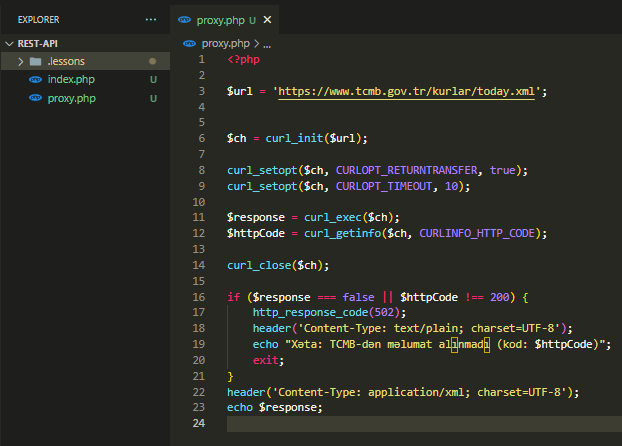 EXPLORER ...
REST-API
.lessons
index.php U
proxy.php U
proxy.php U ×
proxy.php > ...
1 <?php
2
3 $url = 'https://www.tcmb.gov.tr/kurlar/today.xml';
4
5
6 $ch = curl_init($url);
7
8 curl_setopt($ch, CURLOPT_RETURNTRANSFER, true);
9 curl_setopt($ch, CURLOPT_TIMEOUT, 10);
10
11 $response = curl_exec($ch);
12 $httpCode = curl_getinfo($ch, CURLINFO_HTTP_CODE);
13
14 curl_close($ch);
15
16 if ($response === false || $httpCode !== 200) {
17 http_response_code(502);
18 header('Content-Type: text/plain; charset=UTF-8');
19 echo "Xəta: TCMB-dən məlumat alınmadı (kod: $httpCode)";
20 exit;
21 }
22 header('Content-Type: application/xml; charset=UTF-8');
23 echo $response;
24